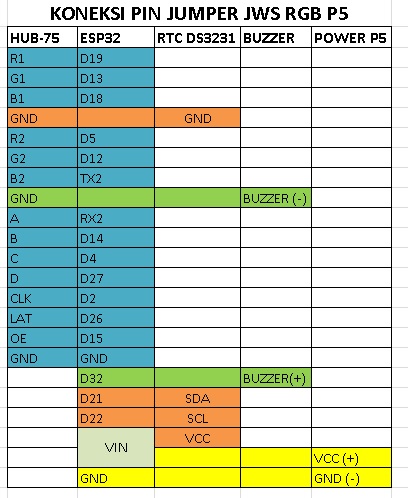 KONEKSI PIN JUMPER JWS RGB P5
HUB-75 ESP32 RTC DS3231 BUZZER POWER P5
R1 D19
G1 D13
B1 D18
GND GND
R2 D5
G2 D12
B2 TX2
GND BUZZER (-)
A RX2
B D14
C D4
D D27
CLK D2
LAT D26
OE D15
GND GND
D32 BUZZER(+)
D21 SDA
D22 SCL
VIN VCC
VCC (+)
GND GND (-)